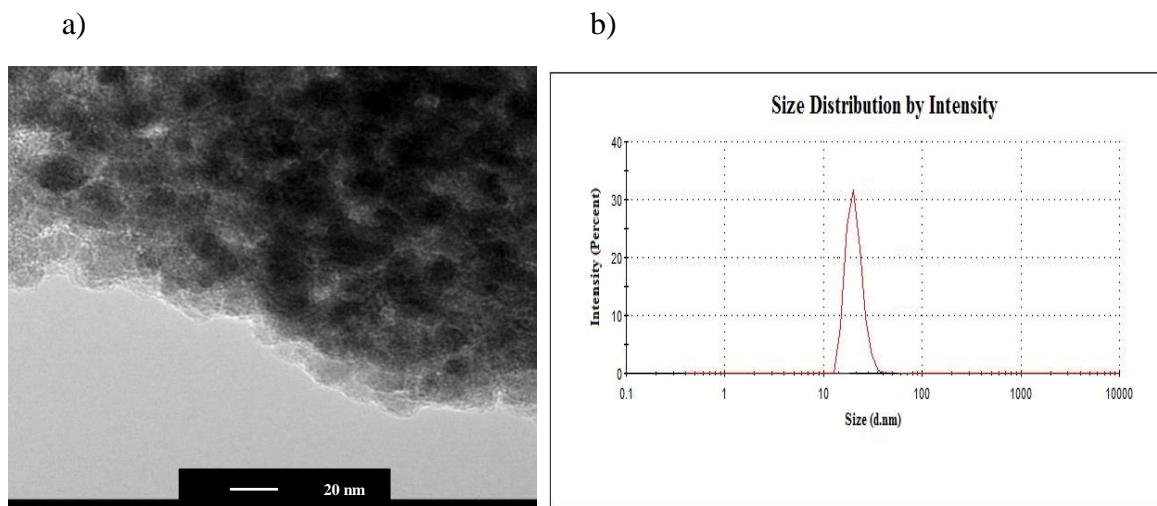 a)
b)
20 nm
Size Distribution by Intensity
Intensity (Percent)
40
30
20
10
0
0.1 1 10 100 1000 10000
Size (d.nm)